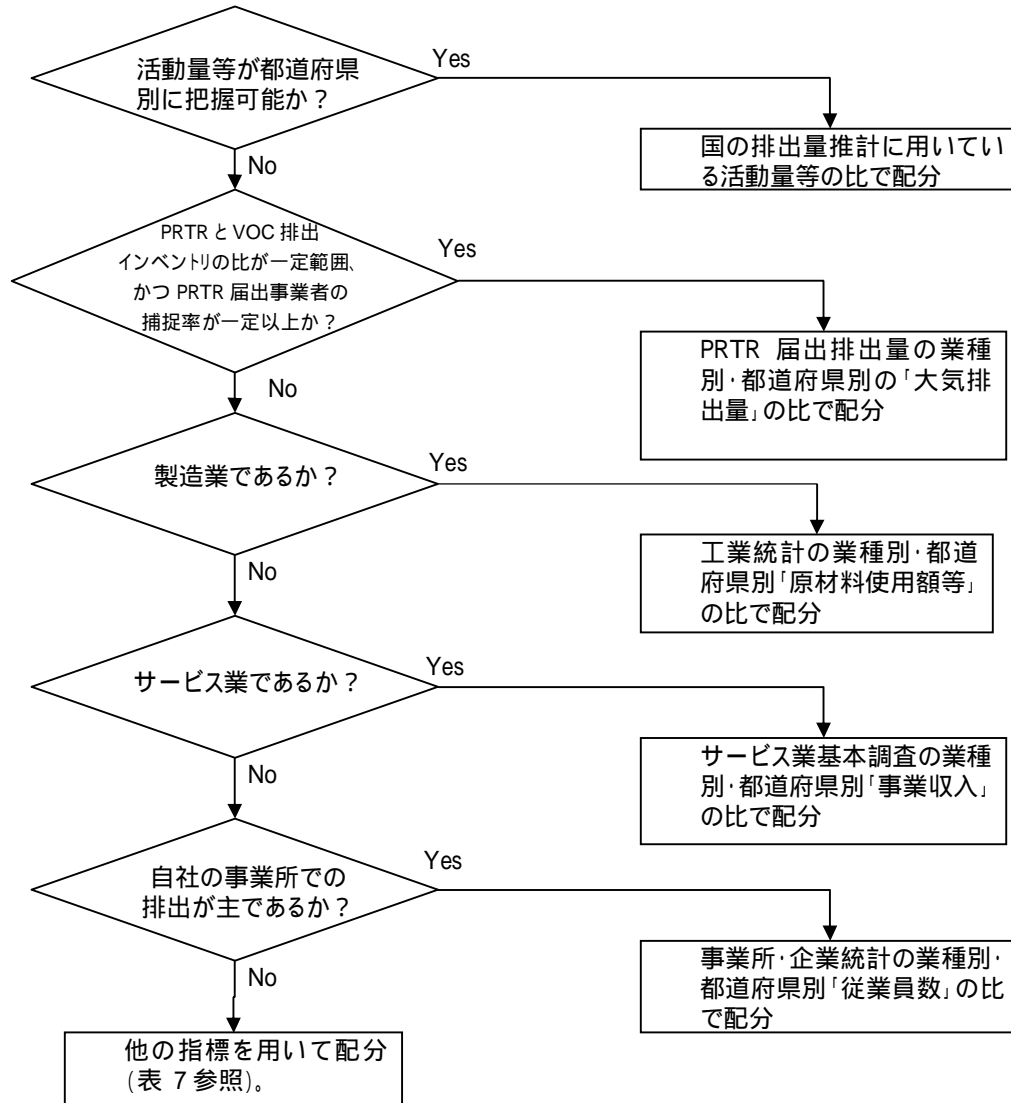 活動量等が都道府県
別に把握可能か？
Yes
国の排出量推計に用いてい
る活動量等の比で配分
No
PRTR と VOC 排出
インベントリの比が一定範囲、
かつ PRTR 届出事業者の
捕捉率が一定以上か？
Yes
PRTR 届出排出量の業種
別・都道府県別の「大気排
出量」の比で配分
No
製造業であるか？
Yes
工業統計の業種別・都道
府県別「原材料使用額等」
の比で配分
No
サービス業であるか？
Yes
サービス業基本調査の業種
別・都道府県別「事業収入」
の比で配分
No
自社の事業所での
排出が主であるか？
Yes
事業所・企業統計の業種別・
都道府県別「従業員数」の比
で配分
No
他の指標を用いて配分
(表 7 参照)。